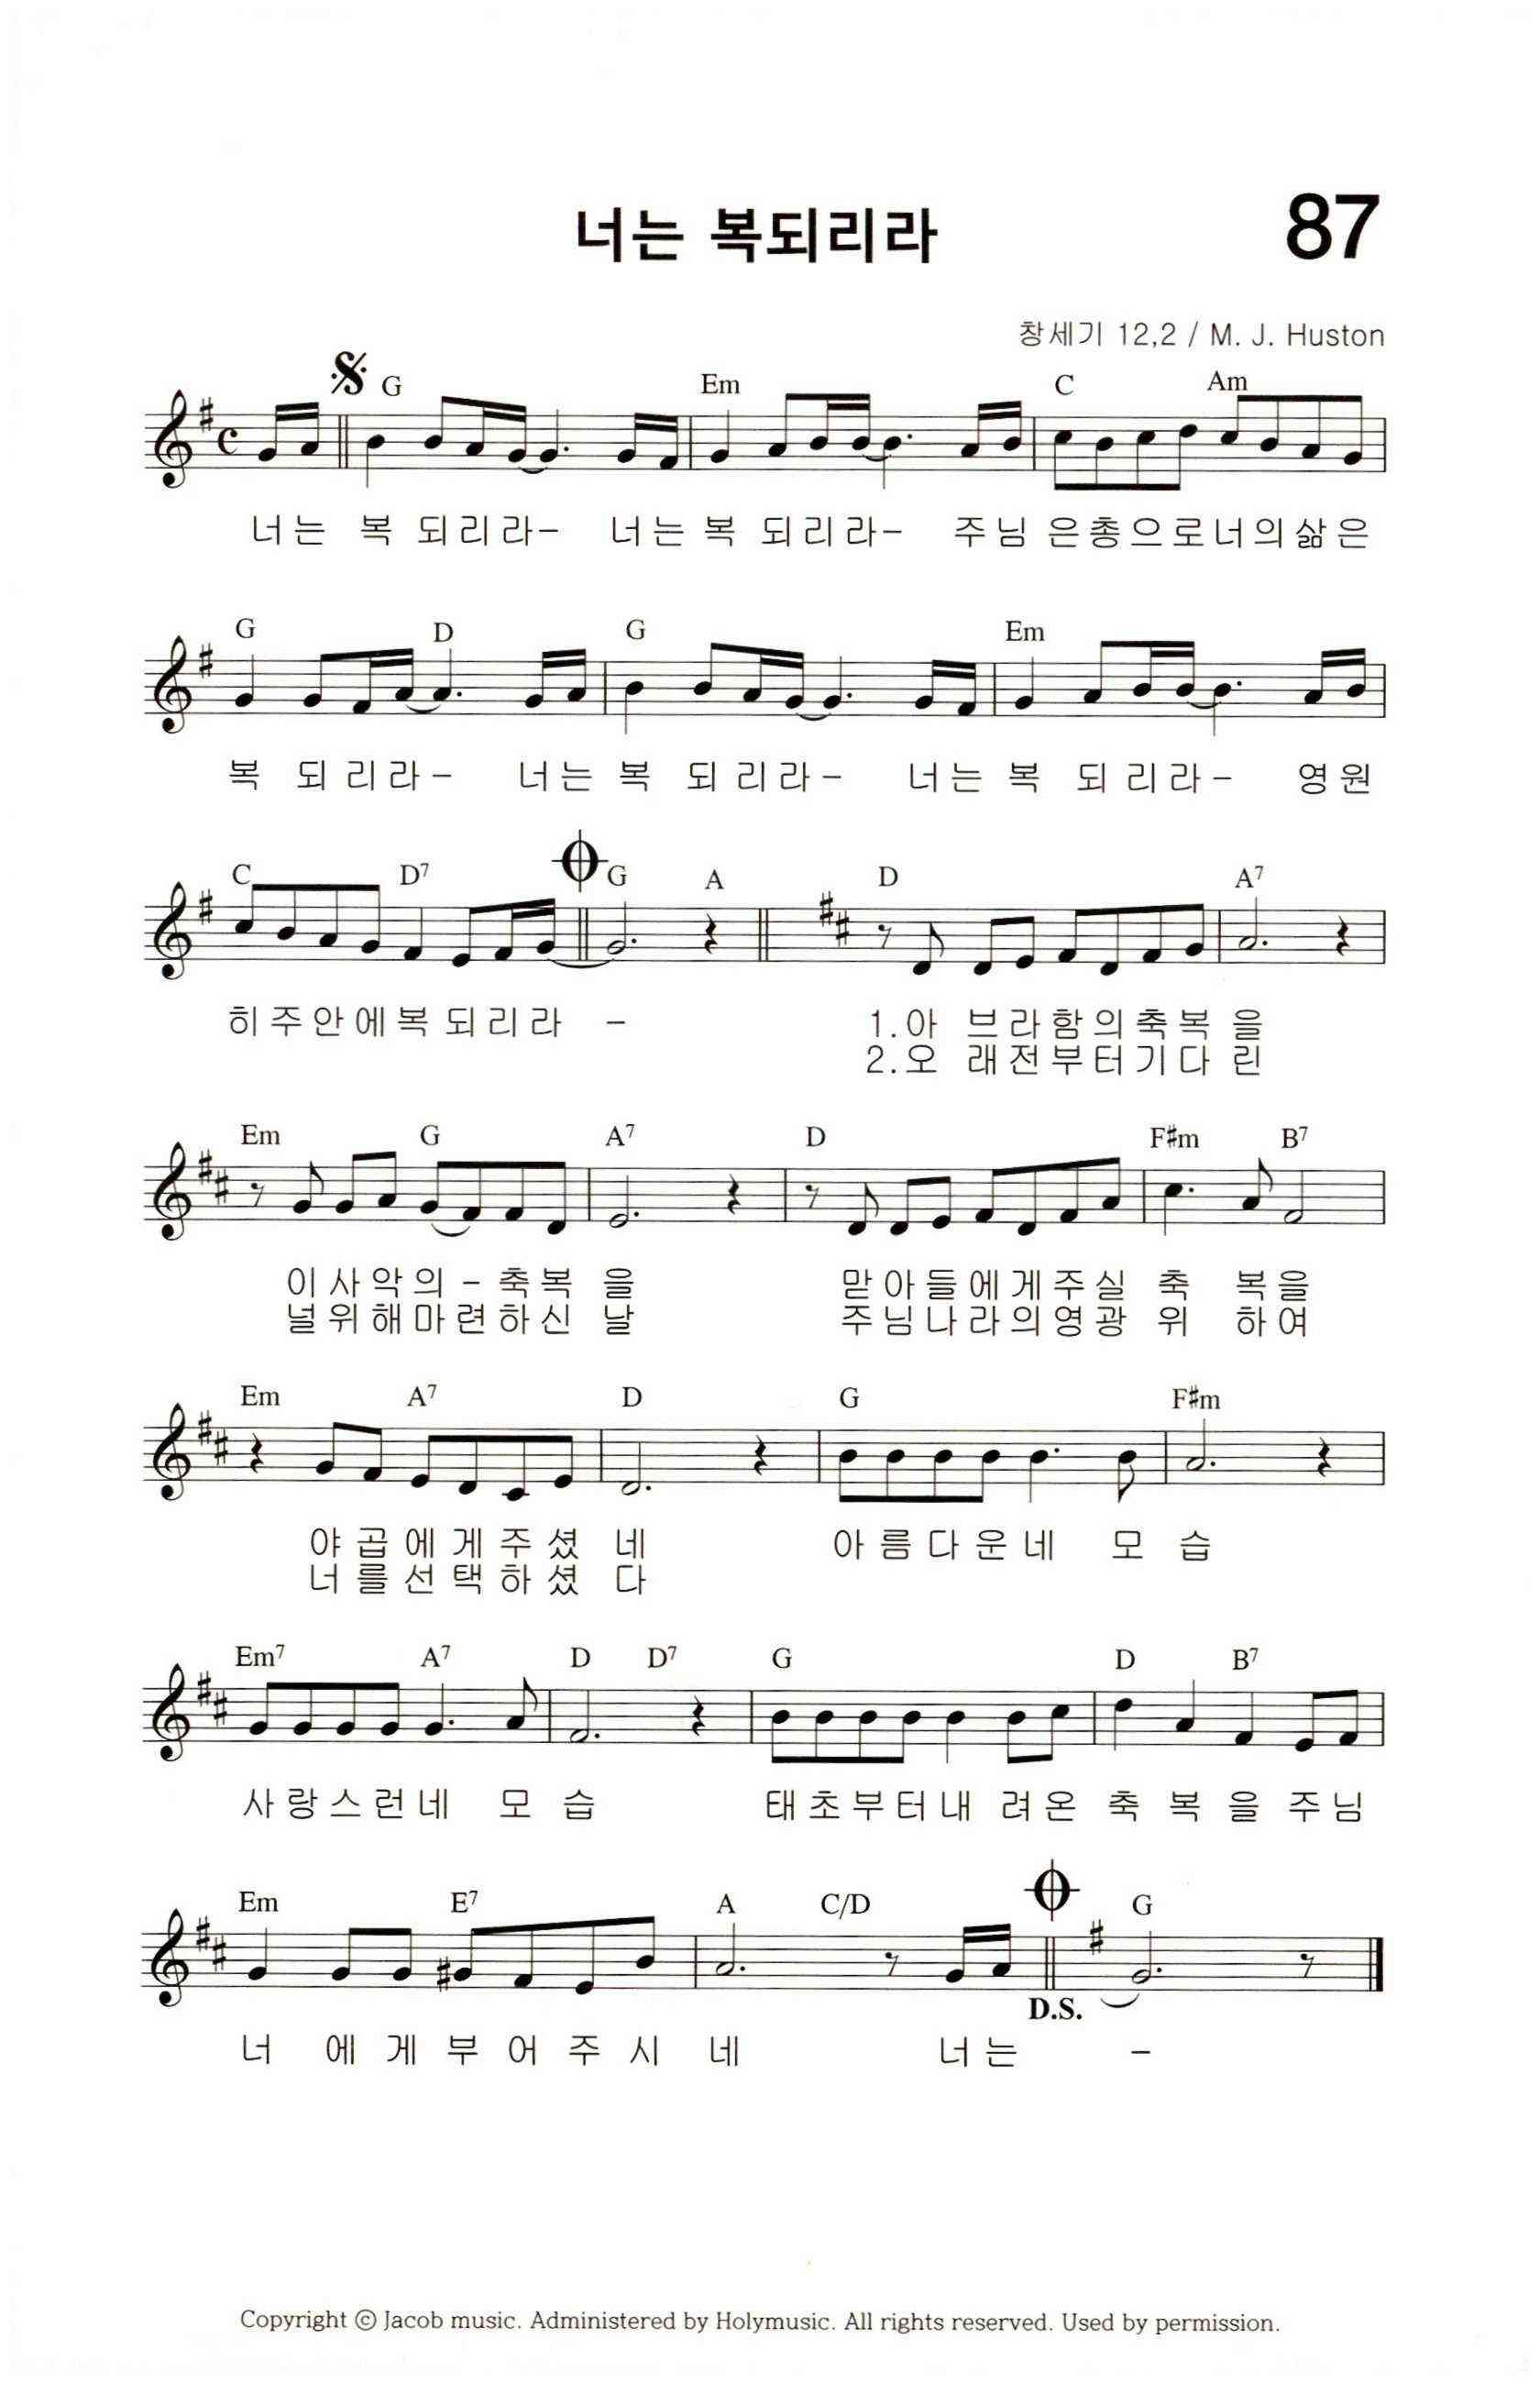 너는 복되리라
87
창세기 12,2 / M. J. Huston
G Em C Am
너는 복 되리라- 너는 복 되리라- 주님 은총으로너의삶은
G D G Em
복 되리라- 너는 복 되리라- 너는 복 되리라- 영원
C D7 G A D A7
히주안에복되리라 - 1.아 브라함의축복 을
2.오 래전부터기다 린
Em G A7 D F#m B7
이사악의-축복 을 맏아들에게주실 축 복을
널위해마련하신 날 주님나라의영광 위 하여
Em A7 D G F#m
야곱에게주셨 네 아름다운네 모 습
너를선택하셨 다
Em7 A7 D D7 G D B7
사랑스런네 모 습 태초부터내 려온 축 복 을 주님
Em E7 A C/D G
D.S.
너 에게부어주시 네 너는 -
Copyright ⓒ Jacob music. Administered by Holymusic. All rights reserved. Used by permission.